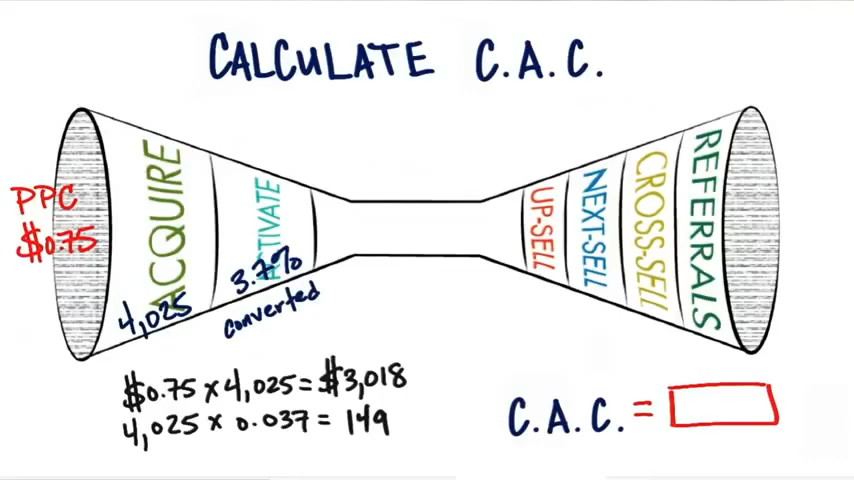 CALCULATE C.A.C.
PPC
$0.75
ACQUIRE
4,025
ACTIVATE
3.7%
converted
UP-SELL
NEXT-SELL
CROSS-SELL
REFERRALS
$0.75 x 4,025 = $3,018
4,025 x 0.037 = 149
C.A.C. =